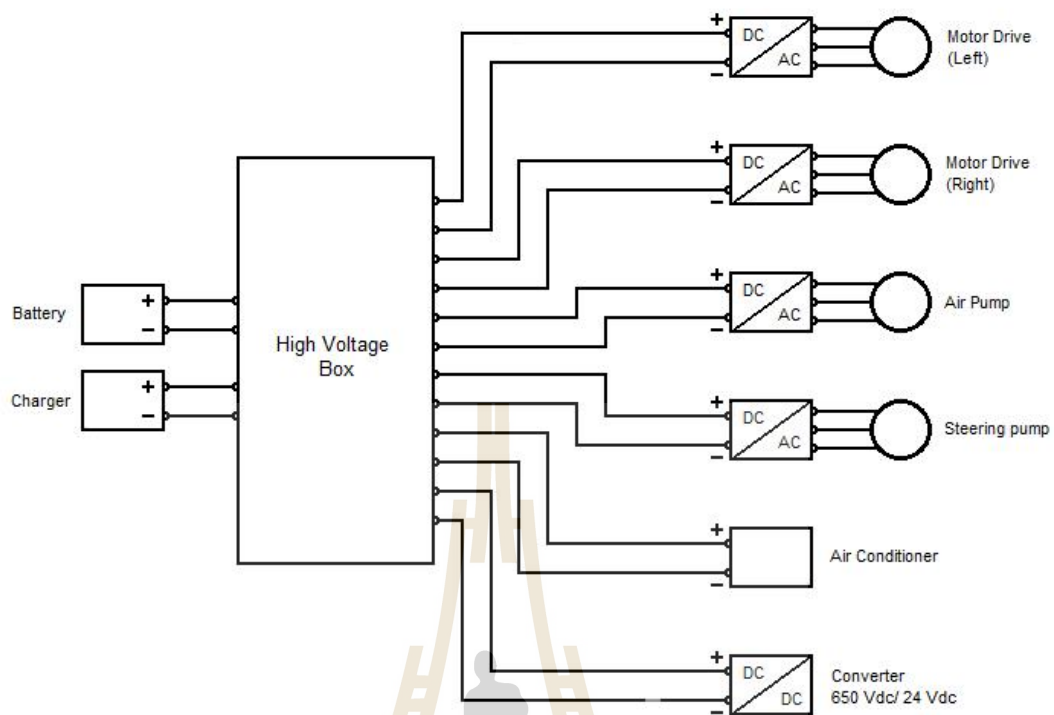 +
DC
AC
−
Motor Drive
(Left)
+
DC
AC
−
Motor Drive
(Right)
Battery
+
−
+
DC
AC
−
Air Pump
High Voltage
Box
Charger
+
−
+
DC
AC
−
Steering pump
+
−
Air Conditioner
+
DC
DC
−
Converter
650 Vdc/ 24 Vdc